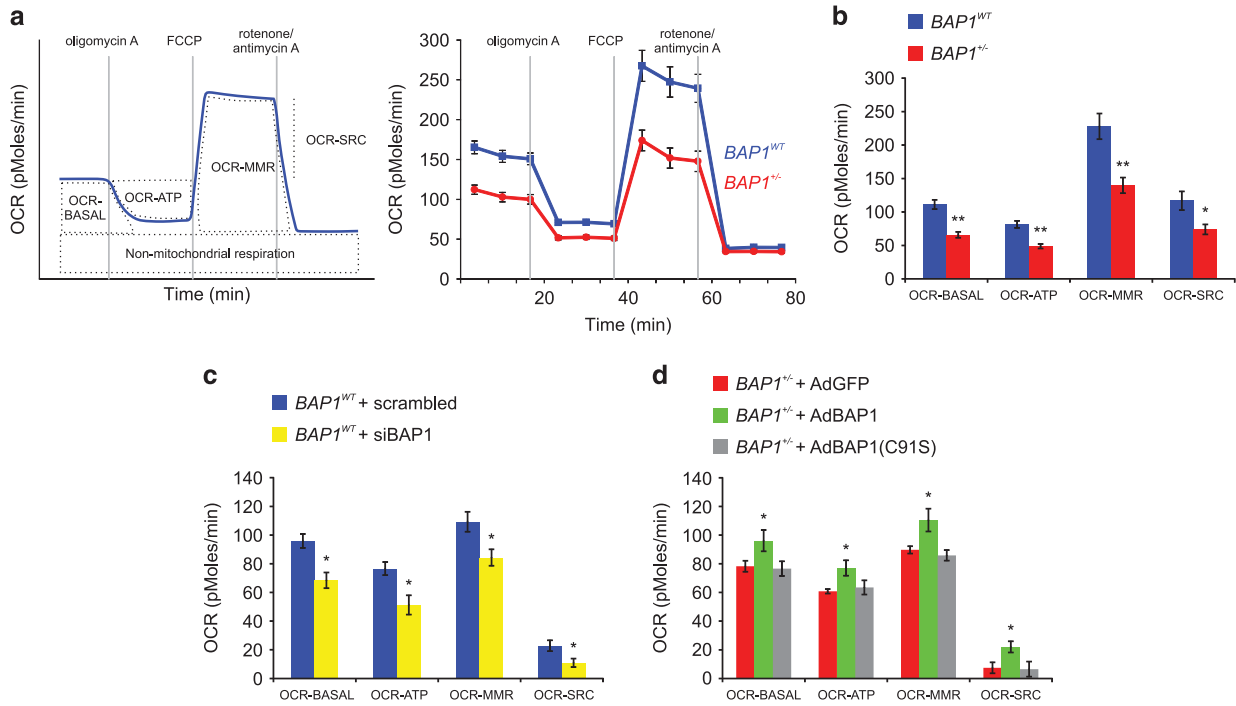 a
oligomycin A
FCCP
rotenone/
antimycin A
OCR (pMoles/min)
OCR-SRC
OCR-MMR
OCR-ATP
OCR-
BASAL
Non-mitochondrial respiration
Time (min)
oligomycin A
FCCP
rotenone/
antimycin A
OCR (pMoles/min)
300
250
200
150
100
50
0
BAP1WT
BAP1+/-
20
40
60
80
Time (min)
b
BAP1WT
BAP1+/-
OCR (pMoles/min)
300
250
200
150
100
50
0
**
**
**
*
OCR-BASAL
OCR-ATP
OCR-MMR
OCR-SRC
c
BAP1WT + scrambled
BAP1WT + siBAP1
OCR (pMoles/min)
140
120
100
80
60
40
20
0
*
*
*
*
OCR-BASAL
OCR-ATP
OCR-MMR
OCR-SRC
d
BAP1+/- + AdGFP
BAP1+/- + AdBAP1
BAP1+/- + AdBAP1(C91S)
OCR (pMoles/min)
140
120
100
80
60
40
20
0
*
*
*
*
OCR-BASAL
OCR-ATP
OCR-MMR
OCR-SRC